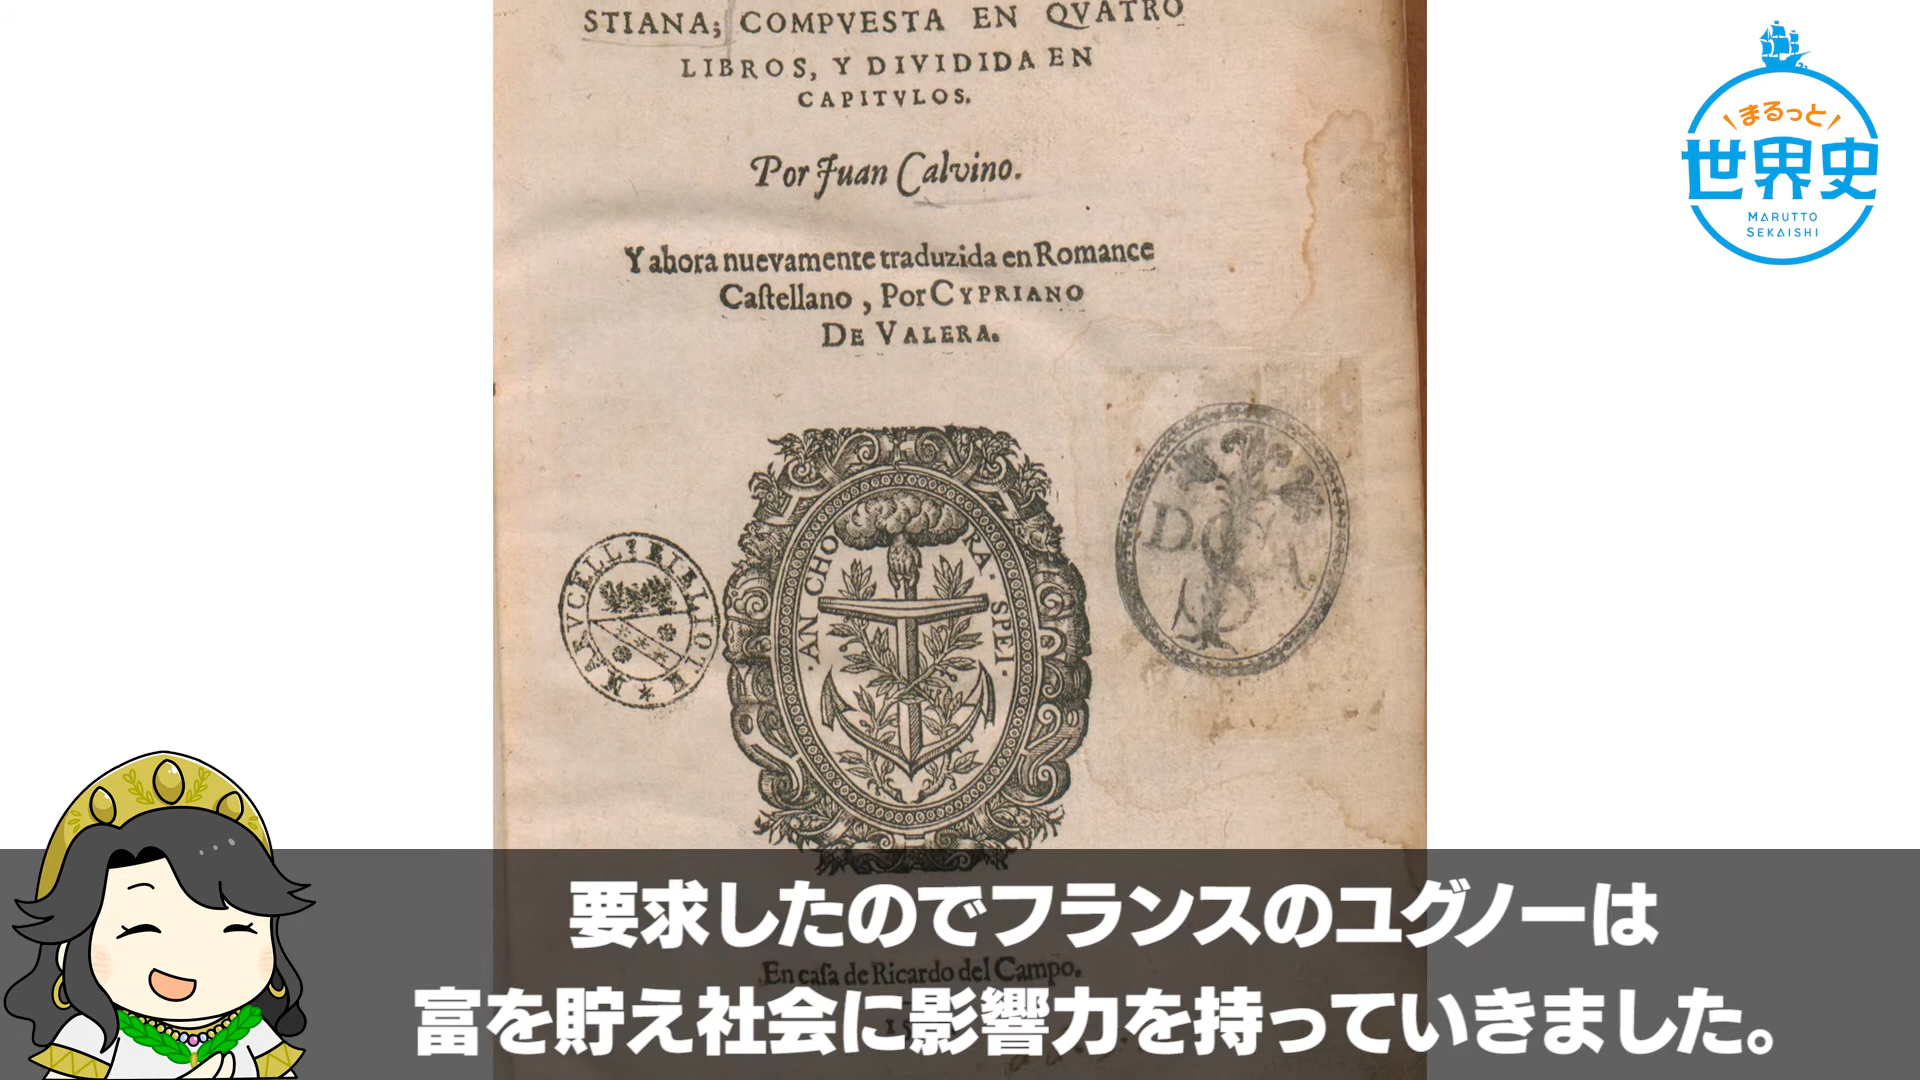 STIANA; COMPVESTA EN QVATRO
LIBROS, Y DIVIDIDA EN
CAPITVLOS.
Por Juan Calvino.
Y ahora nuevamente traduzida en Romance
Caſtellano , Por CYPRIANO
DE VALERA.
ANCHORA SPEI.
MARVCELL. BIBLIOT
D. A.
En caſa de Ricardo del Campo.
\まるっと/
世界史
MARUTTO
SEKAISHI
要求したのでフランスのユグノーは
富を貯え社会に影響力を持っていきました。